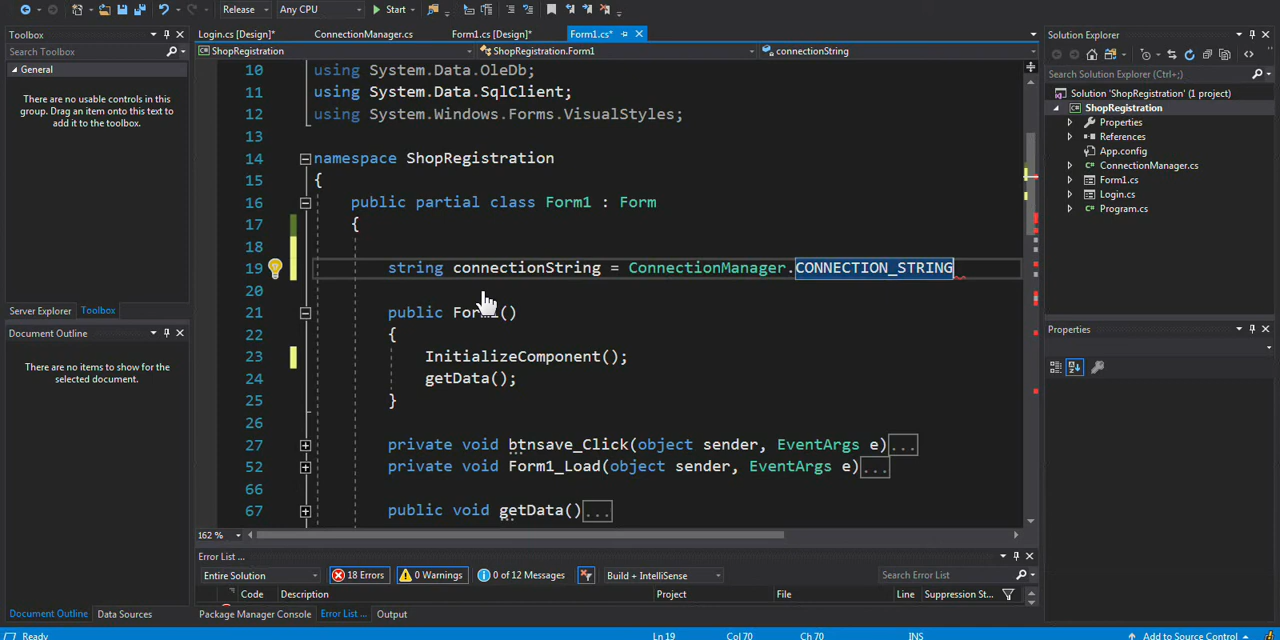 Release Any CPU Start
Toolbox
Search Toolbox
General
There are no usable controls in this
group. Drag an item onto this text to
add it to the toolbox.
Server Explorer Toolbox
Document Outline
There are no items to show for the
selected document.
Document Outline Data Sources
Login.cs [Design]* ConnectionManager.cs Form1.cs [Design]* Form1.cs*
ShopRegistration ShopRegistration.Form1 connectionString
10 using System.Data.OleDb;
11 using System.Data.SqlClient;
12 using System.Windows.Forms.VisualStyles;
13
14 namespace ShopRegistration
15 {
16 public partial class Form1 : Form
17 {
18
19 string connectionString = ConnectionManager.CONNECTION_STRING
20
21 public Form1()
22 {
23 InitializeComponent();
24 getData();
25 }
26
27 private void btnsave_Click(object sender, EventArgs e)...
52 private void Form1_Load(object sender, EventArgs e)...
66
67 public void getData()...
162 %
Error List ...
Entire Solution 18 Errors 0 Warnings 0 of 12 Messages Build + IntelliSense Search Error List
Code Description Project File Line Suppression St...
Package Manager Console Error List ... Output
Solution Explorer
Search Solution Explorer (Ctrl+;)
Solution 'ShopRegistration' (1 project)
ShopRegistration
Properties
References
App.config
ConnectionManager.cs
Form1.cs
Login.cs
Program.cs
Properties
Ready Ln 19 Col 70 Ch 70 INS Add to Source Control